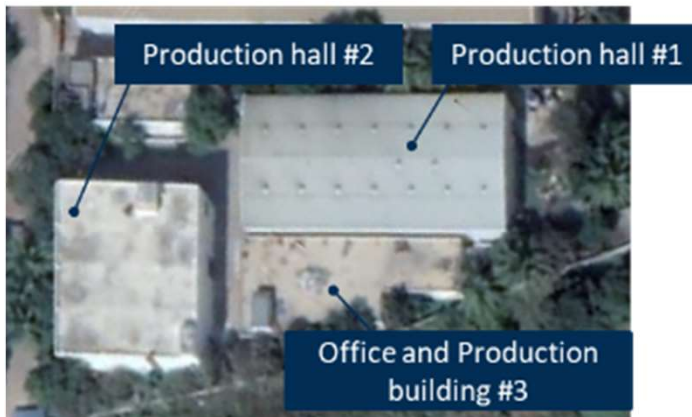 Production hall #2
Production hall #1
Office and Production
building #3